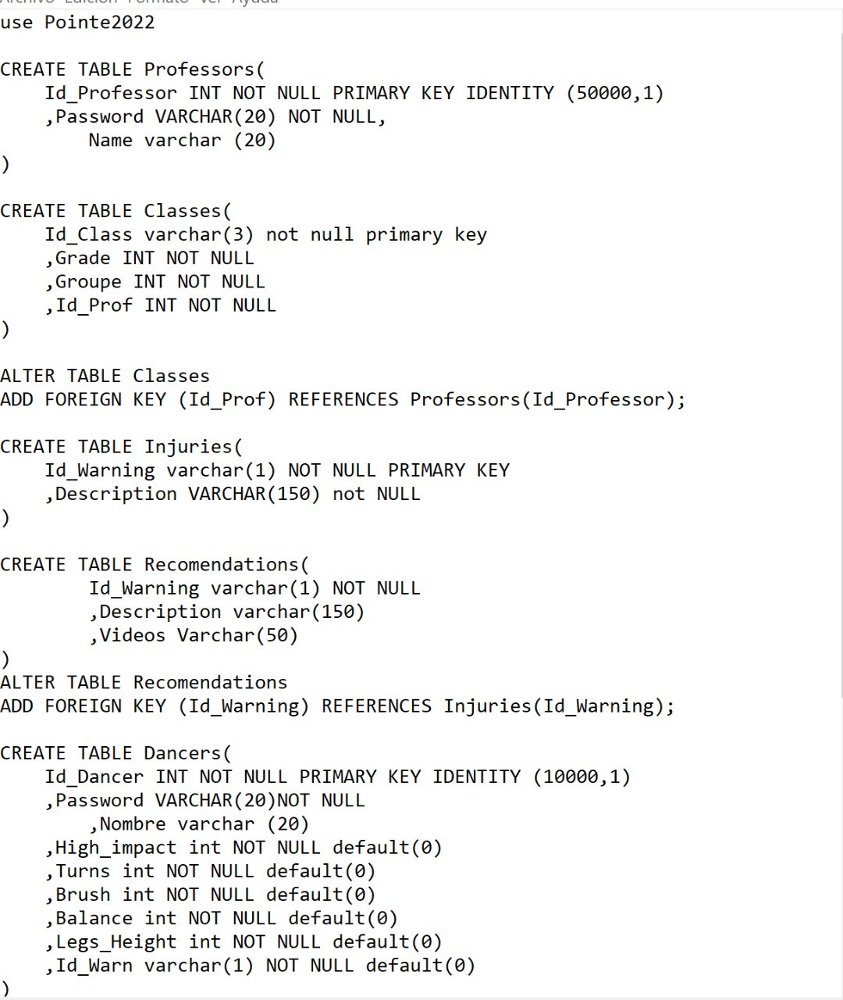 Archivo Edición Formato Ver Ayuda
use Pointe2022
CREATE TABLE Professors(
Id_Professor INT NOT NULL PRIMARY KEY IDENTITY (50000,1)
,Password VARCHAR(20) NOT NULL,
Name varchar (20)
)
CREATE TABLE Classes(
Id_Class varchar(3) not null primary key
,Grade INT NOT NULL
,Groupe INT NOT NULL
,Id_Prof INT NOT NULL
)
ALTER TABLE Classes
ADD FOREIGN KEY (Id_Prof) REFERENCES Professors(Id_Professor);
CREATE TABLE Injuries(
Id_Warning varchar(1) NOT NULL PRIMARY KEY
,Description VARCHAR(150) not NULL
)
CREATE TABLE Recomendations(
Id_Warning varchar(1) NOT NULL
,Description varchar(150)
,Videos Varchar(50)
)
ALTER TABLE Recomendations
ADD FOREIGN KEY (Id_Warning) REFERENCES Injuries(Id_Warning);
CREATE TABLE Dancers(
Id_Dancer INT NOT NULL PRIMARY KEY IDENTITY (10000,1)
,Password VARCHAR(20)NOT NULL
,Nombre varchar (20)
,High_impact int NOT NULL default(0)
,Turns int NOT NULL default(0)
,Brush int NOT NULL default(0)
,Balance int NOT NULL default(0)
,Legs_Height int NOT NULL default(0)
,Id_Warn varchar(1) NOT NULL default(0)
)